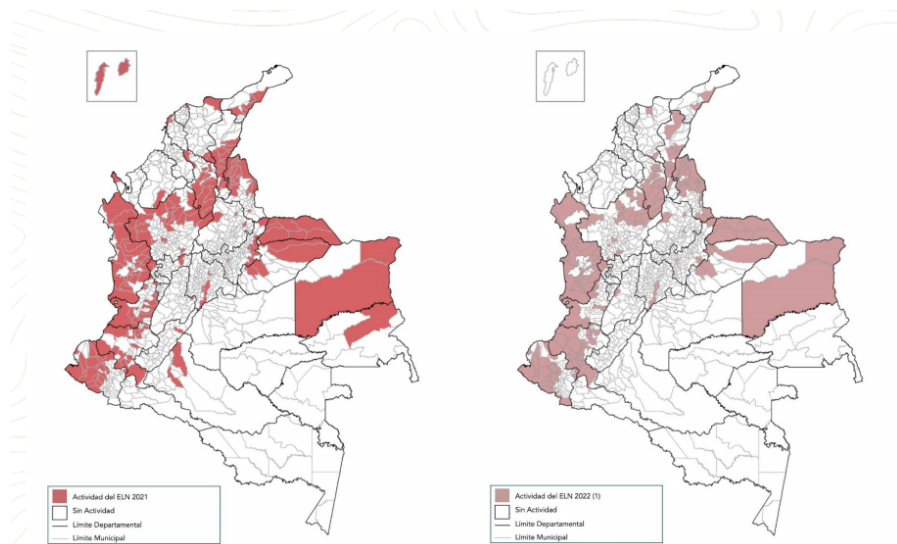 Actividad del ELN 2021
Sin Actividad
Límite Departamental
Límite Municipal
Actividad del ELN 2022 (1)
Sin Actividad
Límite Departamental
Límite Municipal